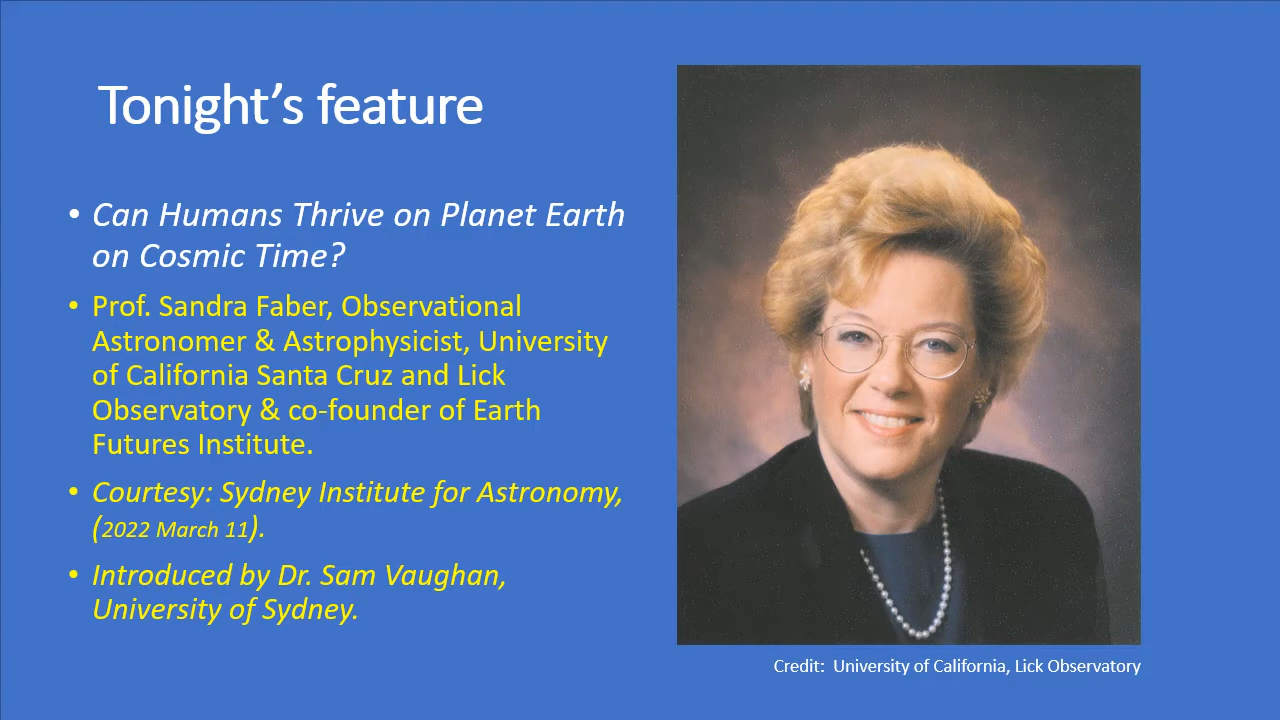 Tonight's feature
• Can Humans Thrive on Planet Earth
on Cosmic Time?
• Prof. Sandra Faber, Observational
Astronomer & Astrophysicist, University
of California Santa Cruz and Lick
Observatory & co-founder of Earth
Futures Institute.
• Courtesy: Sydney Institute for Astronomy,
(2022 March 11).
• Introduced by Dr. Sam Vaughan,
University of Sydney.
Credit:  University of California, Lick Observatory